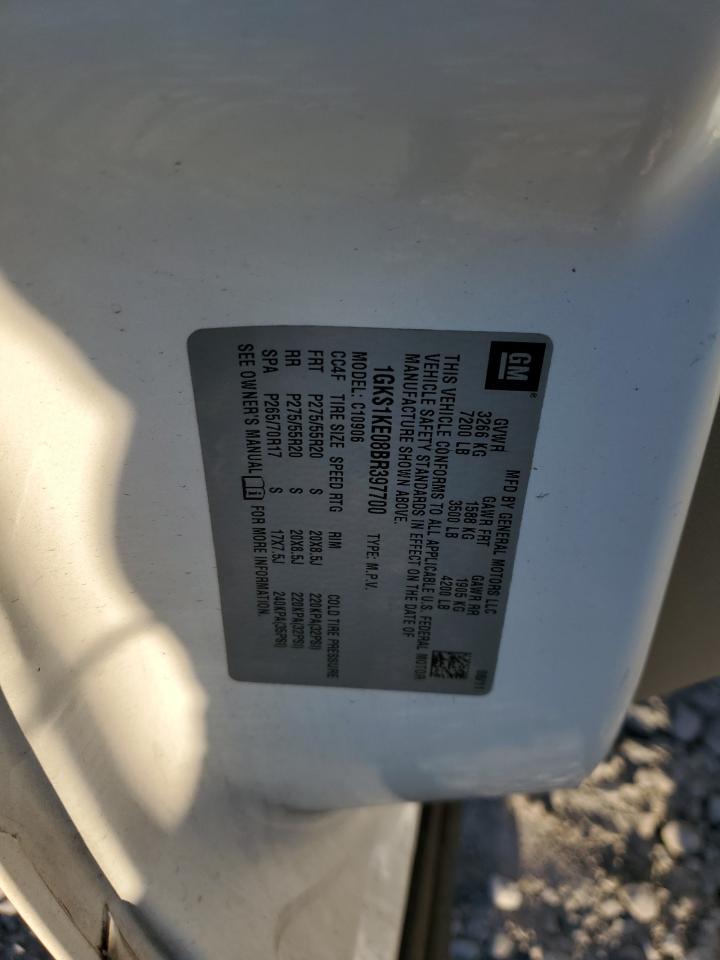 GM ®
MFD BY GENERAL MOTORS LLC
GVWR GAWR FRT GAWR RR
3266 KG 1588 KG 1905 KG
7200 LB 3500 LB 4200 LB
THIS VEHICLE CONFORMS TO ALL APPLICABLE U.S. FEDERAL MOTOR
VEHICLE SAFETY STANDARDS IN EFFECT ON THE DATE OF
MANUFACTURE SHOWN ABOVE.
1GKS1KE08BR397700 TYPE: M.P.V.
MODEL: C10906
CC4F TIRE SIZE SPEED RTG RIM COLD TIRE PRESSURE
FRT P275/55R20 S 20X8.5J 220KPA(32PSI)
RR P275/55R20 S 20X8.5J 220KPA(32PSI)
SPA P265/70R17 S 17X7.5J 240KPA(35PSI)
SEE OWNER'S MANUAL FOR MORE INFORMATION.